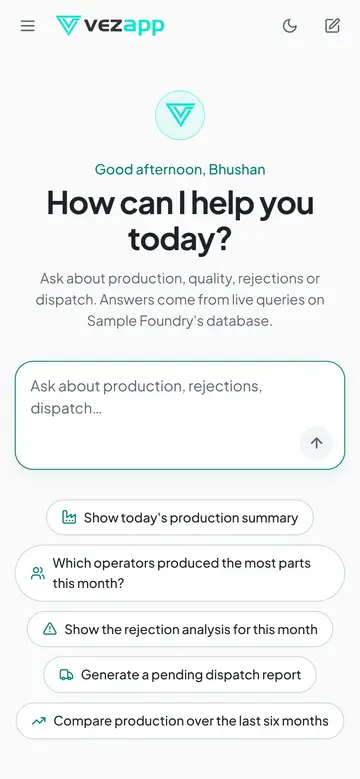 vezapp
Good afternoon, Bhushan
How can I help you
today?
Ask about production, quality, rejections or
dispatch. Answers come from live queries on
Sample Foundry's database.
Ask about production, rejections,
dispatch…
Show today's production summary
Which operators produced the most parts
this month?
Show the rejection analysis for this month
Generate a pending dispatch report
Compare production over the last six months